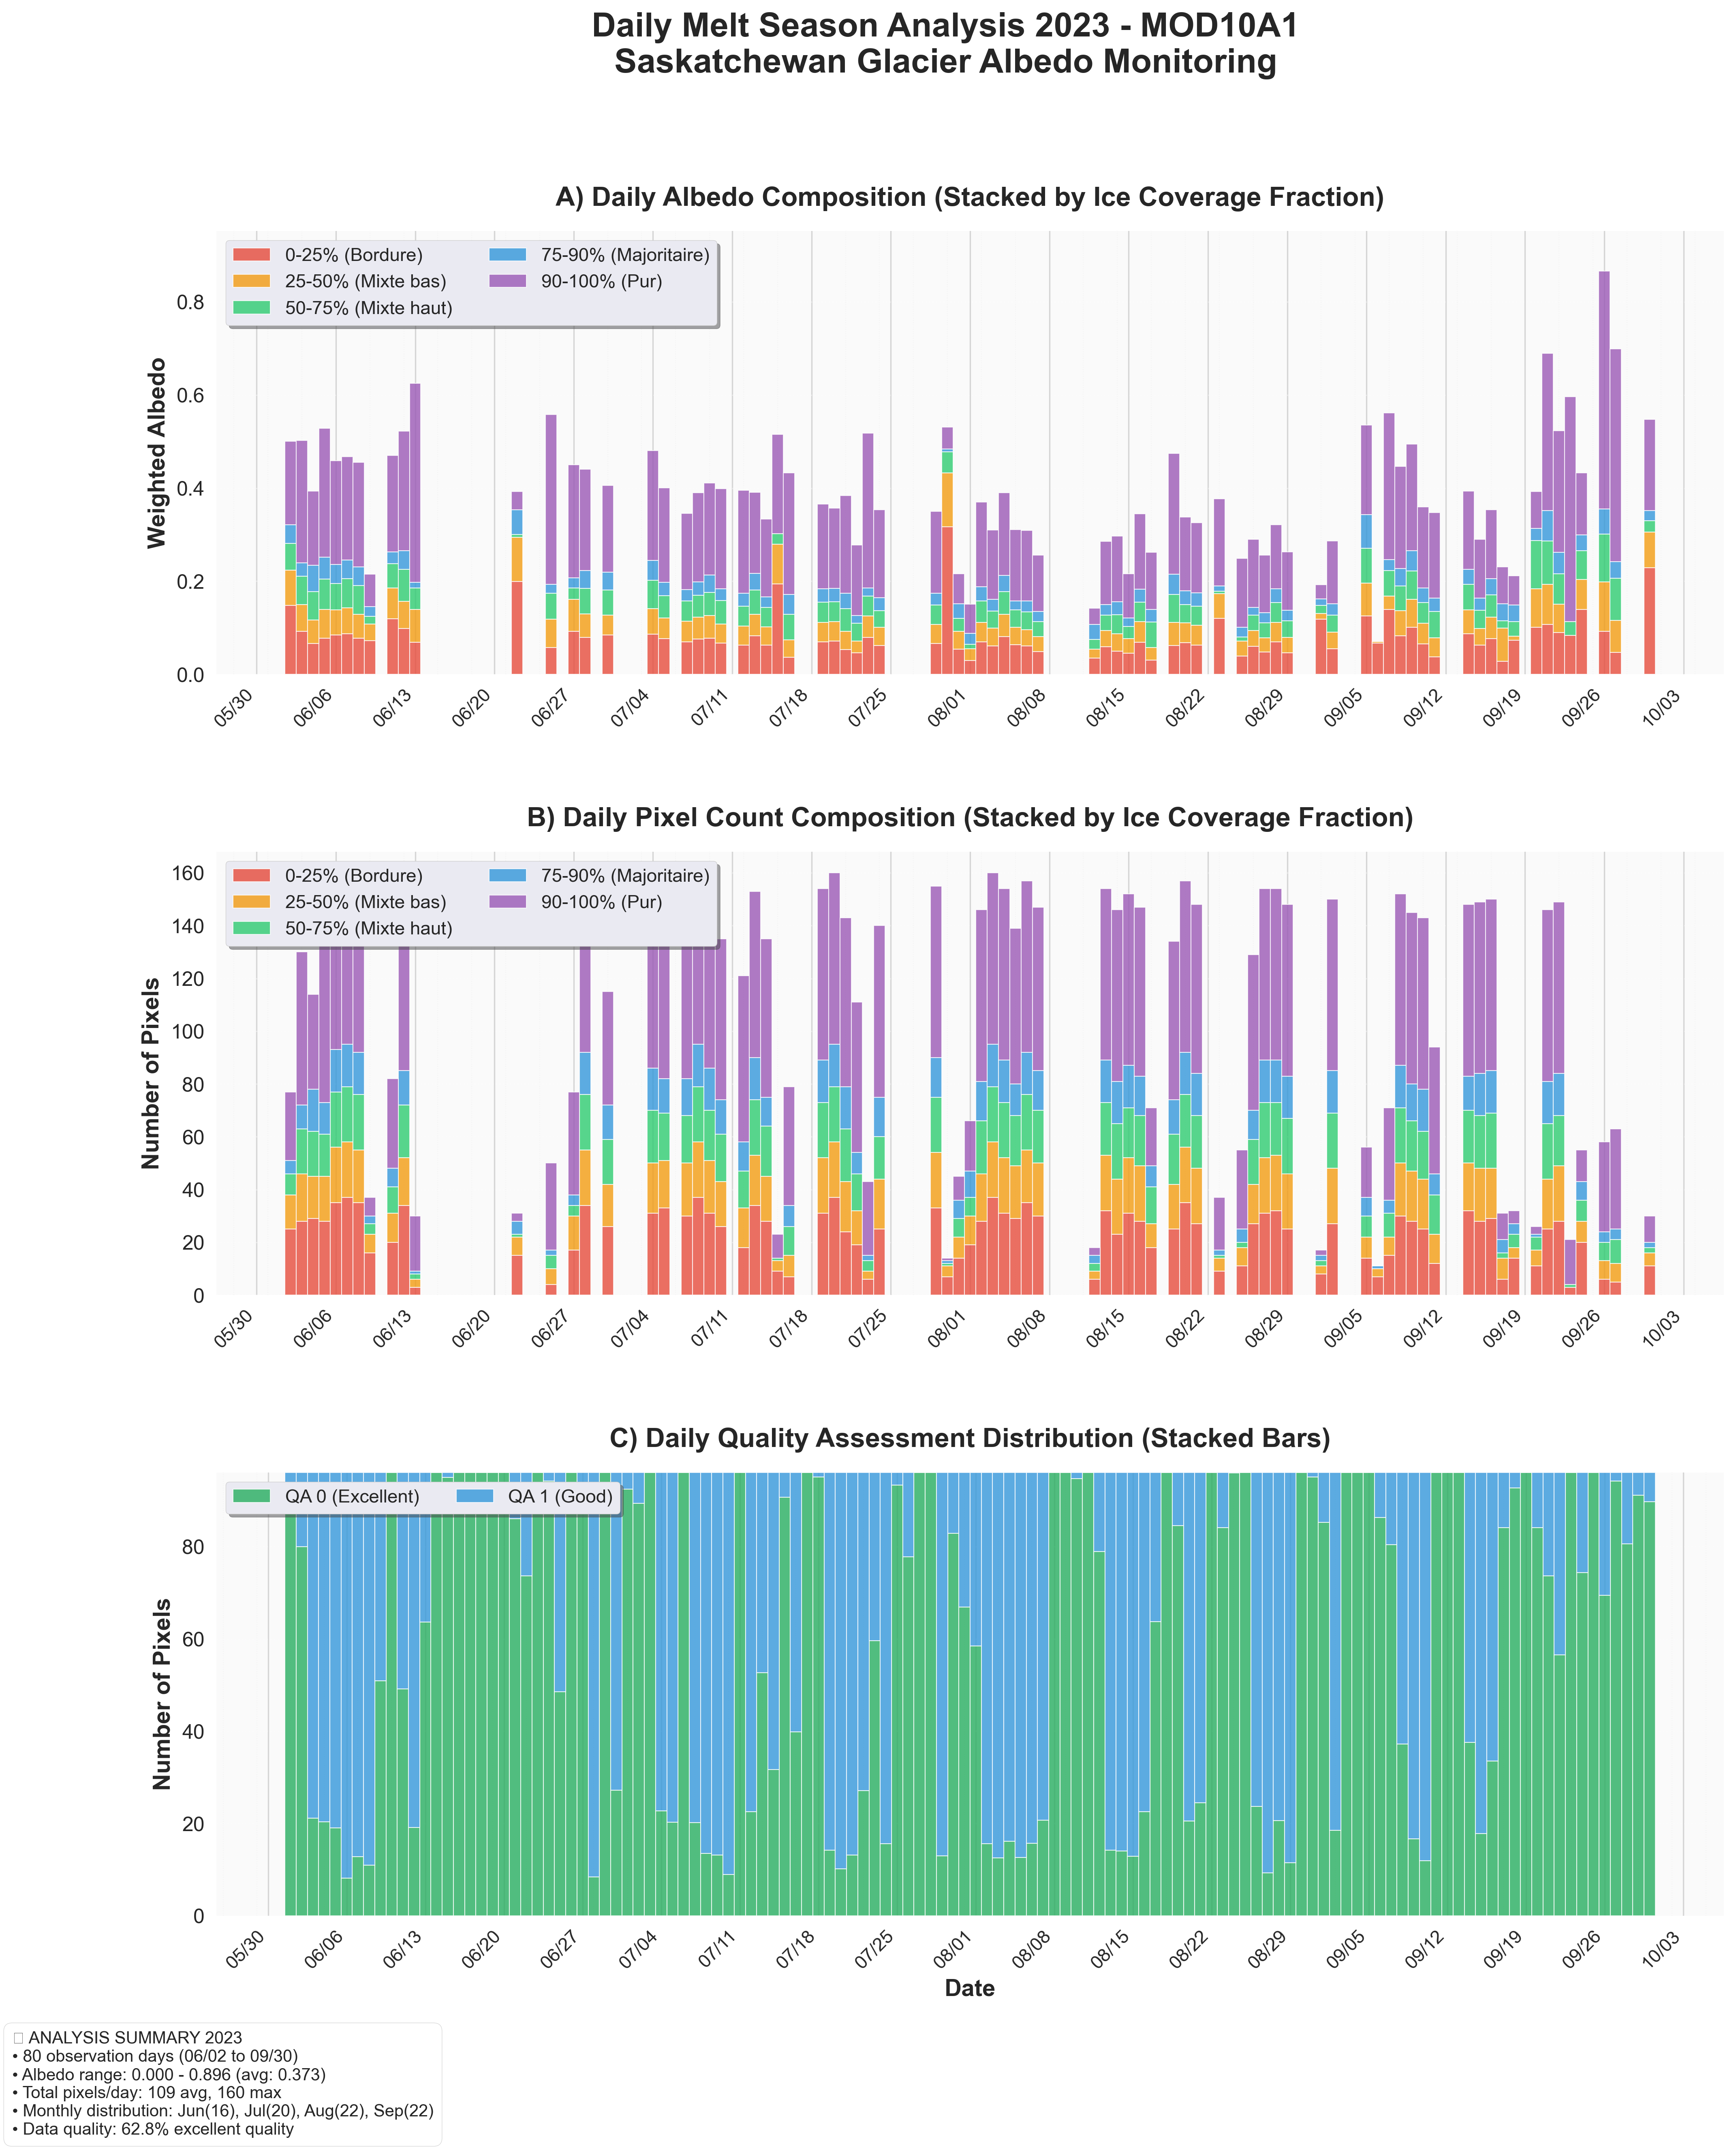 Daily Melt Season Analysis 2023 - MOD10A1
Saskatchewan Glacier Albedo Monitoring
A) Daily Albedo Composition (Stacked by Ice Coverage Fraction)
0-25% (Bordure)
25-50% (Mixte bas)
50-75% (Mixte haut)
75-90% (Majoritaire)
90-100% (Pur)
Weighted Albedo
0.8
0.6
0.4
0.2
0.0
05/30 06/06 06/13 06/20 06/27 07/04 07/11 07/18 07/25 08/01 08/08 08/15 08/22 08/29 09/05 09/12 09/19 09/26 10/03
B) Daily Pixel Count Composition (Stacked by Ice Coverage Fraction)
0-25% (Bordure)
25-50% (Mixte bas)
50-75% (Mixte haut)
75-90% (Majoritaire)
90-100% (Pur)
Number of Pixels
160
140
120
100
80
60
40
20
0
05/30 06/06 06/13 06/20 06/27 07/04 07/11 07/18 07/25 08/01 08/08 08/15 08/22 08/29 09/05 09/12 09/19 09/26 10/03
C) Daily Quality Assessment Distribution (Stacked Bars)
QA 0 (Excellent) QA 1 (Good)
Number of Pixels
80
60
40
20
0
05/30 06/06 06/13 06/20 06/27 07/04 07/11 07/18 07/25 08/01 08/08 08/15 08/22 08/29 09/05 09/12 09/19 09/26 10/03
Date
ANALYSIS SUMMARY 2023
• 80 observation days (06/02 to 09/30)
• Albedo range: 0.000 - 0.896 (avg: 0.373)
• Total pixels/day: 109 avg, 160 max
• Monthly distribution: Jun(16), Jul(20), Aug(22), Sep(22)
• Data quality: 62.8% excellent quality